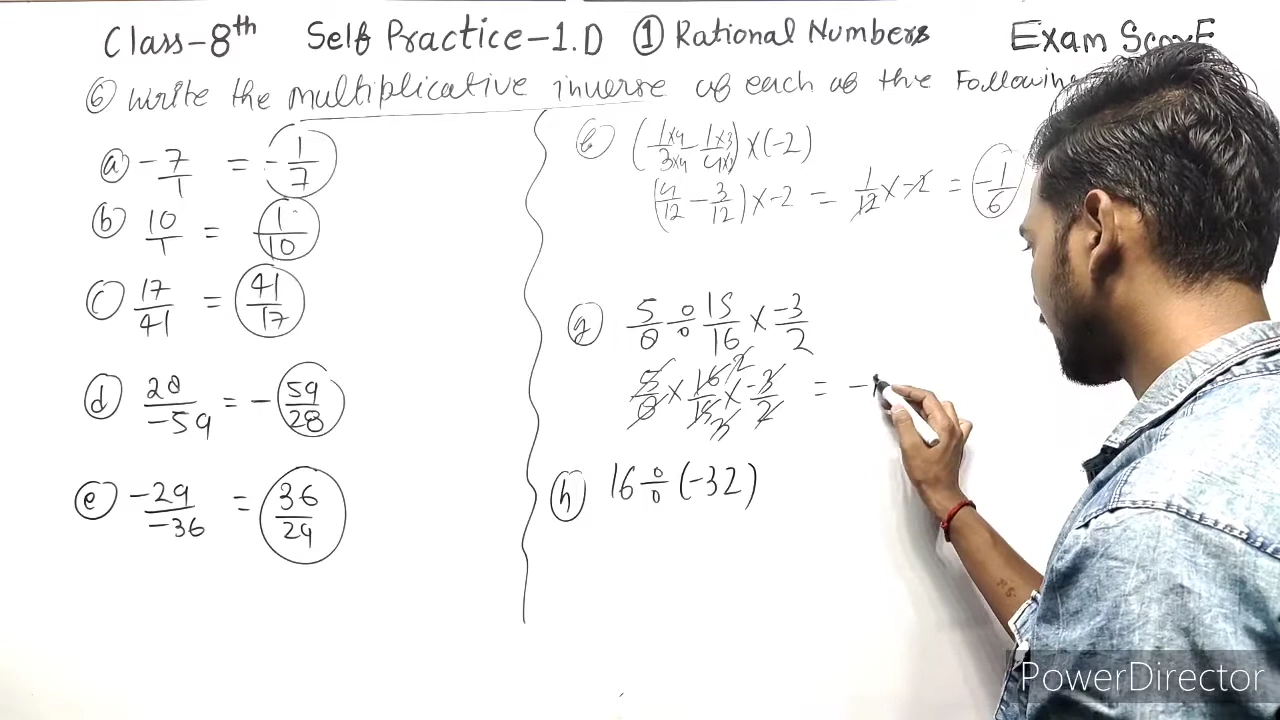 Class-8th Self Practice-1.D ① Rational Numbers Exam ScorE
⑥ Write the multiplicative inverse of each of the Following
ⓐ -7/1 = -1/7
ⓑ 10/1 = 1/10
ⓒ 17/41 = 41/17
ⓓ 28/-59 = -59/28
ⓔ -29/-36 = 36/29
(1×4/3×4 - 1×3/4×3) × (-2)
(4/12 - 3/12) × -2 = 1/12 × -2 = -1/6
ⓖ 5/8 ÷ 15/16 × -3/2
5/8 × 16/15 × -3/2 = -
2
3
ⓗ 16 ÷ (-32)
PowerDirector